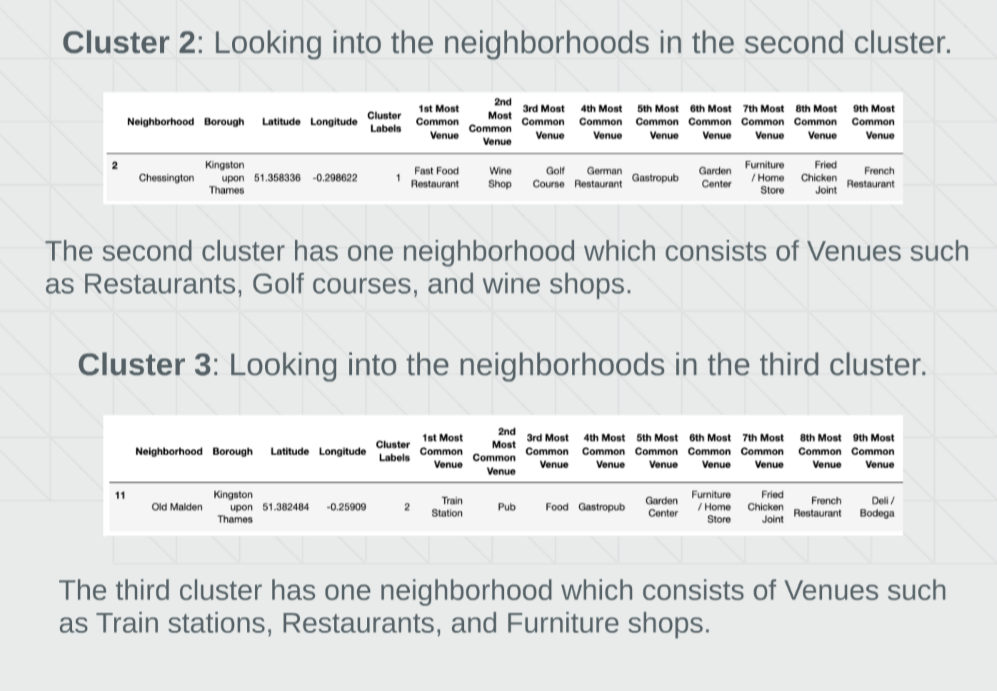 Cluster 2: Looking into the neighborhoods in the second cluster.
Neighborhood Borough Latitude Longitude Cluster Labels 1st Most Common Venue 2nd Most Common Venue 3rd Most Common Venue 4th Most Common Venue 5th Most Common Venue 6th Most Common Venue 7th Most Common Venue 8th Most Common Venue 9th Most Common Venue
2 Chessington Kingston upon Thames 51.358336 -0.298622 1 Fast Food Restaurant Wine Shop Golf Course German Restaurant Gastropub Garden Center Furniture / Home Store Fried Chicken Joint French Restaurant
The second cluster has one neighborhood which consists of Venues such
as Restaurants, Golf courses, and wine shops.
Cluster 3: Looking into the neighborhoods in the third cluster.
Neighborhood Borough Latitude Longitude Cluster Labels 1st Most Common Venue 2nd Most Common Venue 3rd Most Common Venue 4th Most Common Venue 5th Most Common Venue 6th Most Common Venue 7th Most Common Venue 8th Most Common Venue 9th Most Common Venue
11 Old Malden Kingston upon Thames 51.382484 -0.25909 2 Train Station Pub Food Gastropub Garden Center Furniture / Home Store Fried Chicken Joint French Restaurant Deli / Bodega
The third cluster has one neighborhood which consists of Venues such
as Train stations, Restaurants, and Furniture shops.